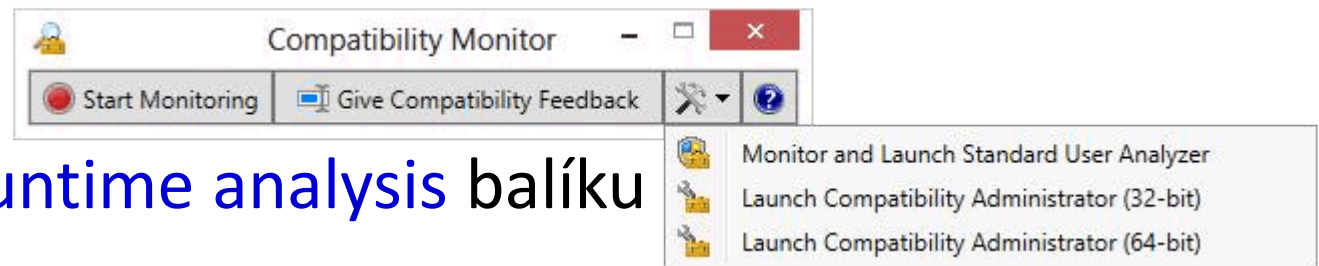 Compatibility Monitor
Start Monitoring Give Compatibility Feedback
Monitor and Launch Standard User Analyzer
untime analysis balíku
Launch Compatibility Administrator (32-bit)
Launch Compatibility Administrator (64-bit)